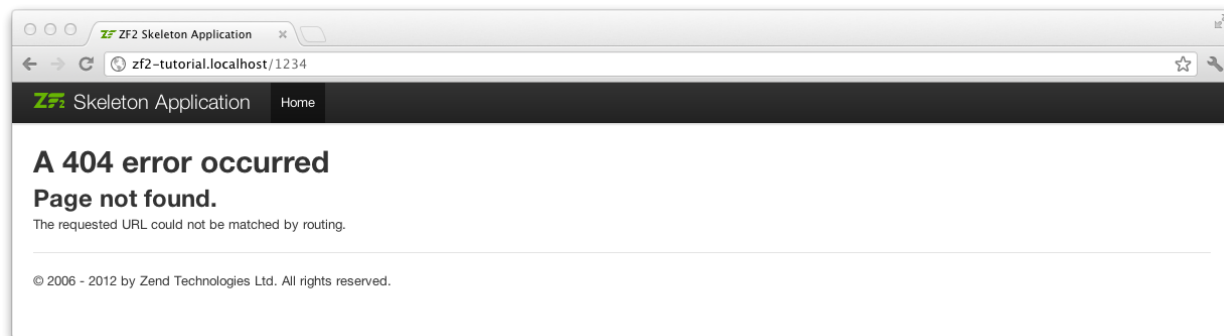 ZF2 ZF2 Skeleton Application
zf2-tutorial.localhost/1234
ZF2 Skeleton Application Home
A 404 error occurred
Page not found.
The requested URL could not be matched by routing.
© 2006 - 2012 by Zend Technologies Ltd. All rights reserved.